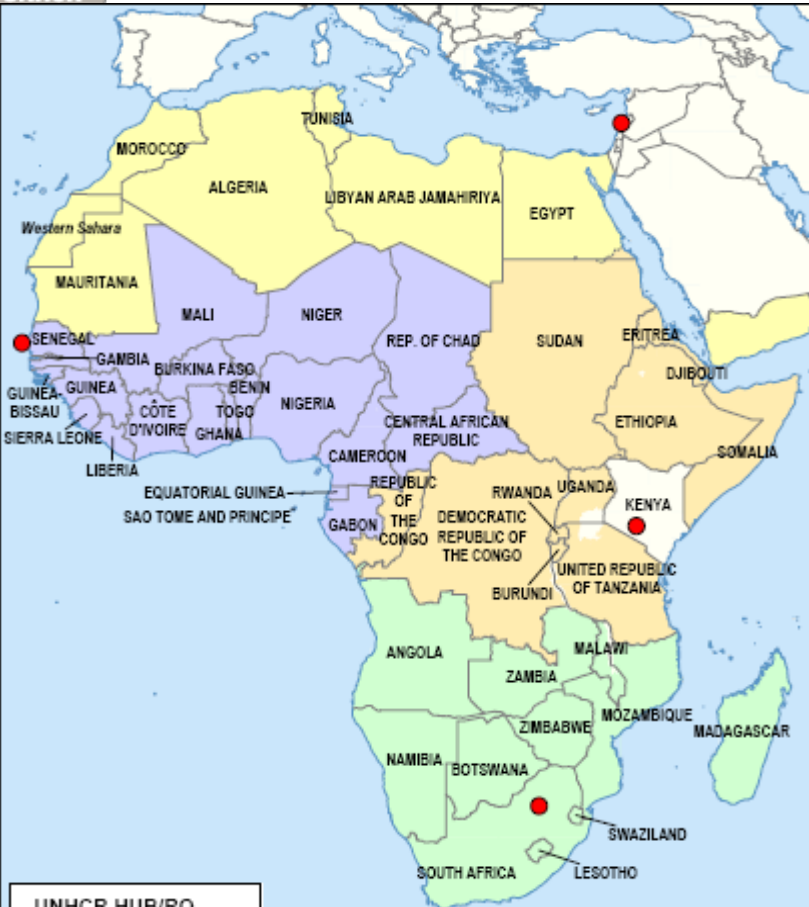 TUNISIA
MOROCCO
ALGERIA
LIBYAN ARAB JAMAHIRIYA
EGYPT
Western Sahara
MAURITANIA
MALI
NIGER
REP. OF CHAD
SUDAN
ERITREA
SENEGAL
GAMBIA
BURKINA FASO
DJIBOUTI
GUINEA-
BISSAU
GUINEA
BENIN
NIGERIA
CÔTE
D'IVOIRE
TOGO
GHANA
ETHIOPIA
SIERRA LEONE
CENTRAL AFRICAN
REPUBLIC
SOMALIA
LIBERIA
CAMEROON
EQUATORIAL GUINEA
REPUBLIC
OF
THE
CONGO
RWANDA
UGANDA
KENYA
SAO TOME AND PRINCIPE
GABON
DEMOCRATIC
REPUBLIC OF
THE CONGO
UNITED REPUBLIC
OF TANZANIA
BURUNDI
ANGOLA
MALAWI
ZAMBIA
MOZAMBIQUE
ZIMBABWE
MADAGASCAR
NAMIBIA
BOTSWANA
SWAZILAND
SOUTH AFRICA
LESOTHO
UNHCR HUB/RO